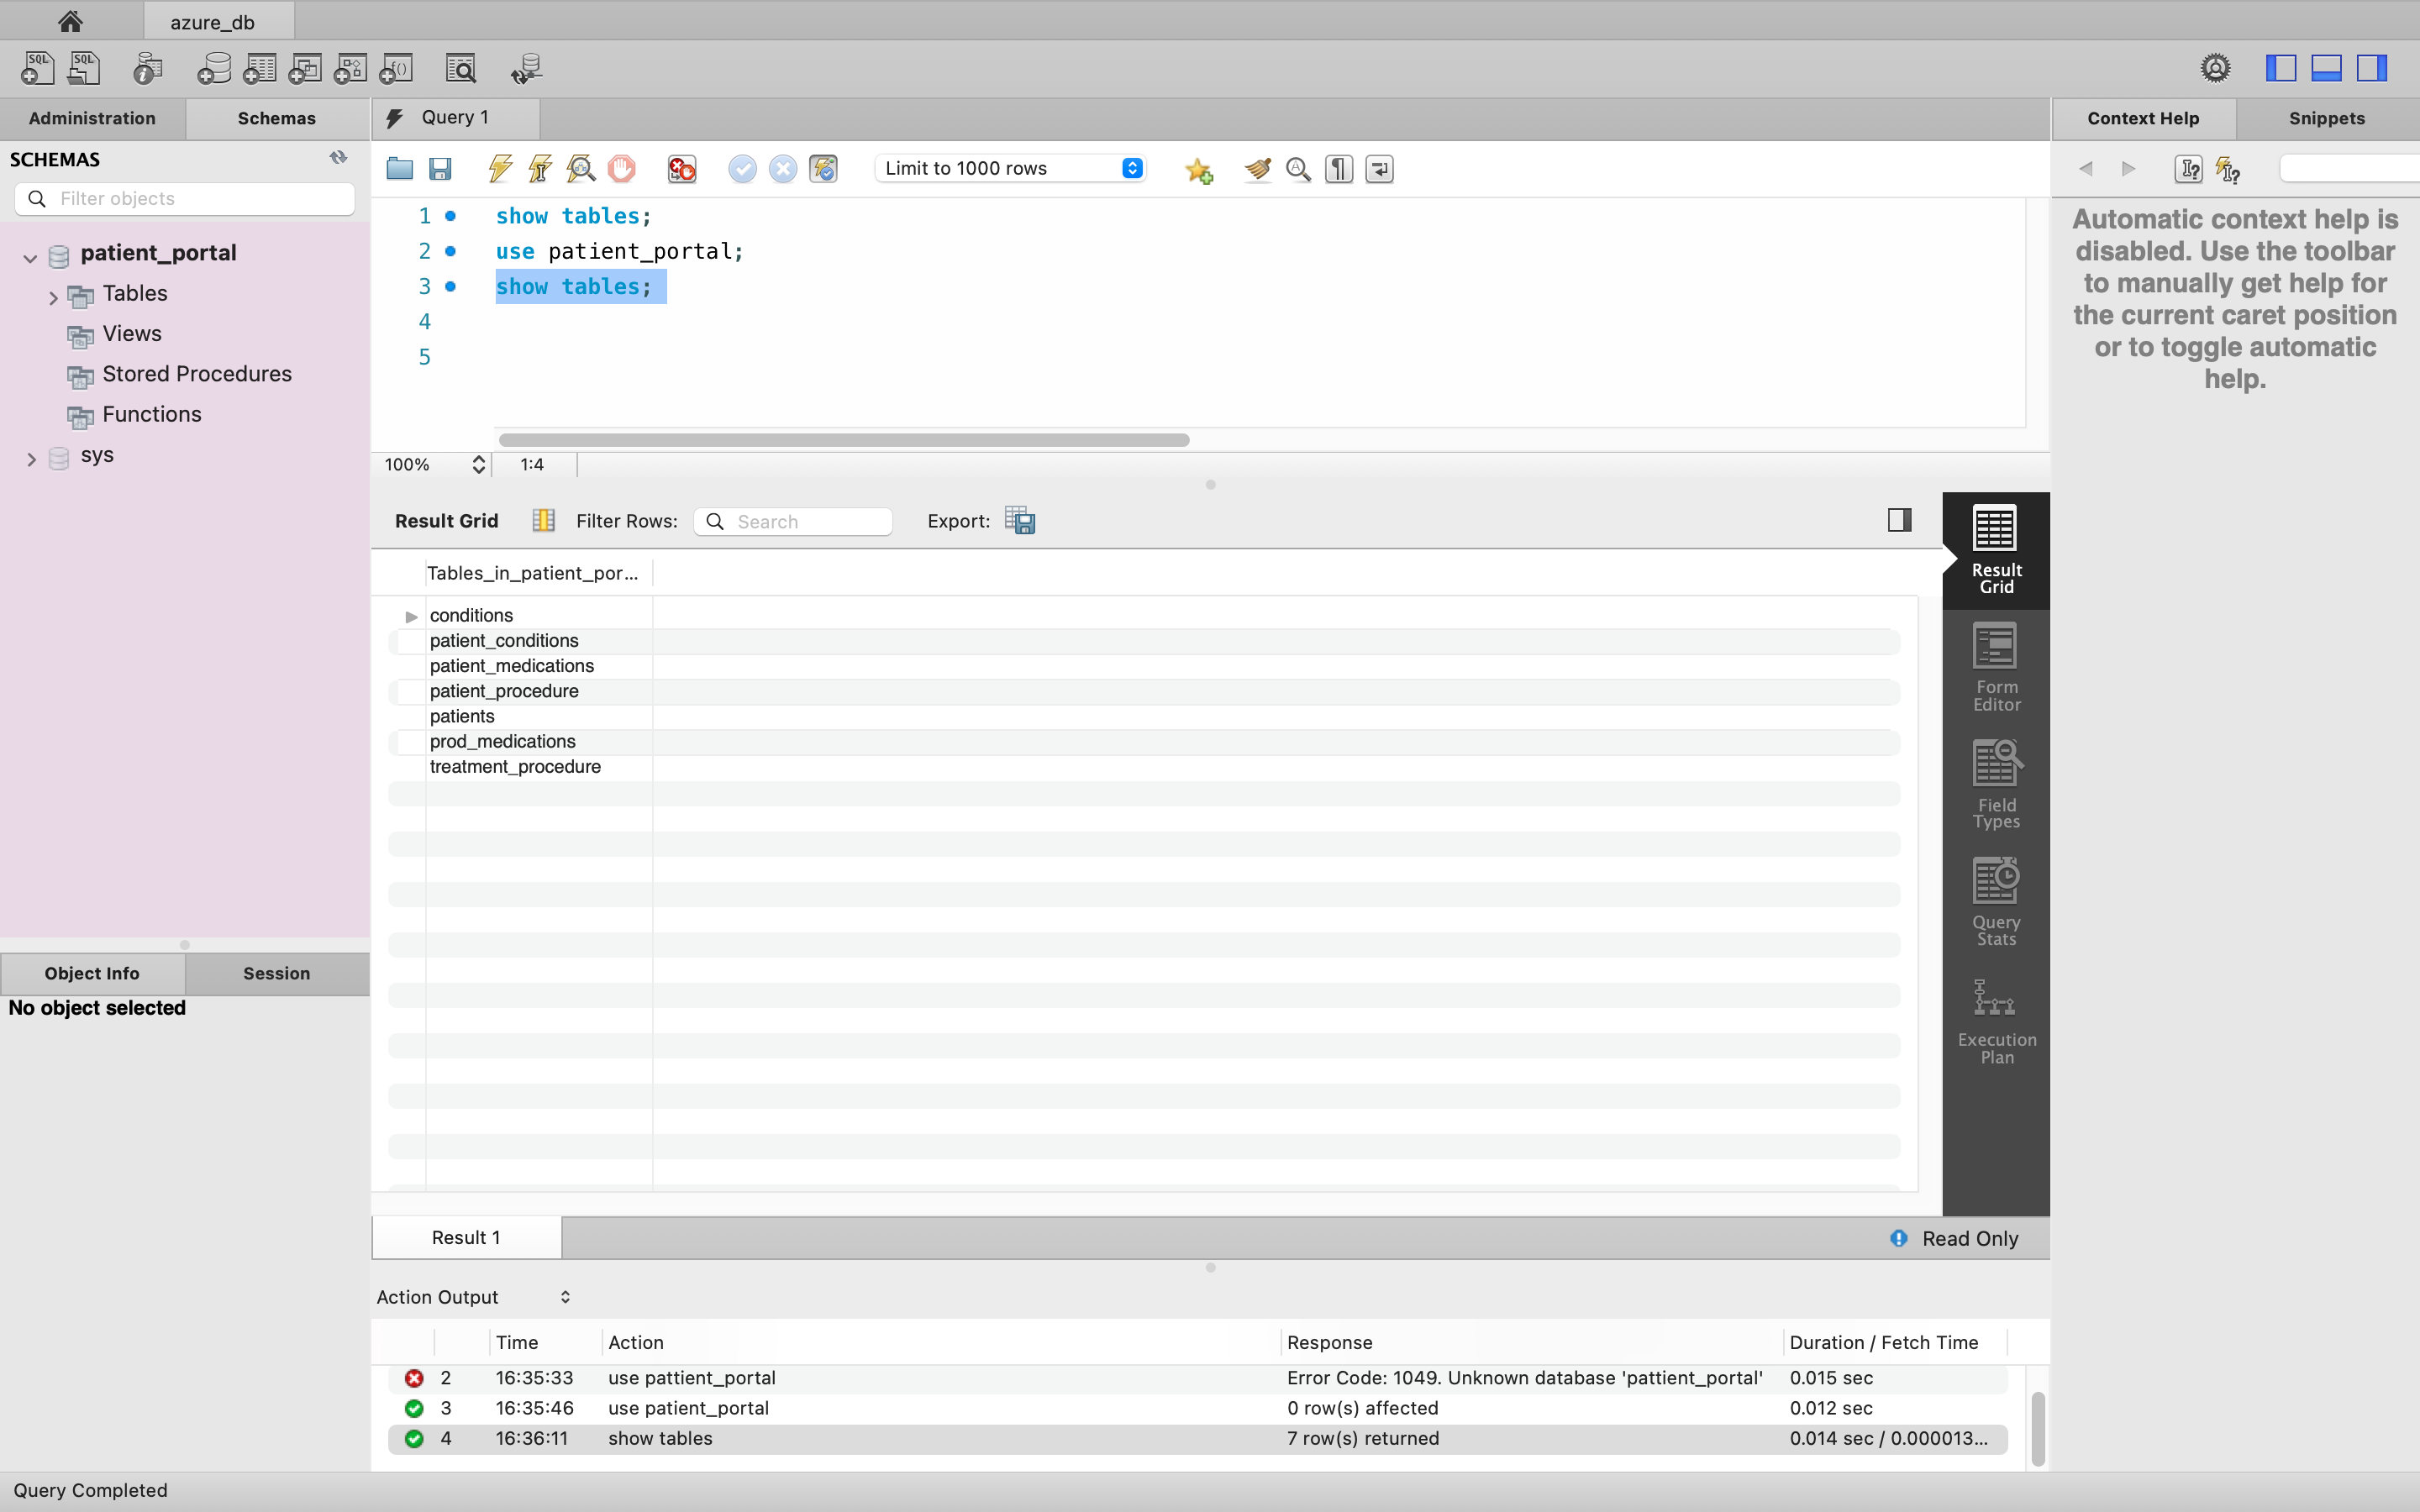 azure_db
SQL SQL
Administration Schemas
SCHEMAS
Filter objects
patient_portal
Tables
Views
Stored Procedures
Functions
sys
Object Info Session
No object selected
Query 1
Limit to 1000 rows
1 show tables;
2 use patient_portal;
3 show tables;
4
5
100% 1:4
Result Grid Filter Rows: Search Export:
Tables_in_patient_por...
conditions
patient_conditions
patient_medications
patient_procedure
patients
prod_medications
treatment_procedure
Result
Grid
Form
Editor
Field
Types
Query
Stats
Execution
Plan
Result 1 Read Only
Action Output
Time Action Response Duration / Fetch Time
2 16:35:33 use pattient_portal Error Code: 1049. Unknown database 'pattient_portal' 0.015 sec
3 16:35:46 use patient_portal 0 row(s) affected 0.012 sec
4 16:36:11 show tables 7 row(s) returned 0.014 sec / 0.000013...
Context Help Snippets
Automatic context help is
disabled. Use the toolbar
to manually get help for
the current caret position
or to toggle automatic
help.
Query Completed